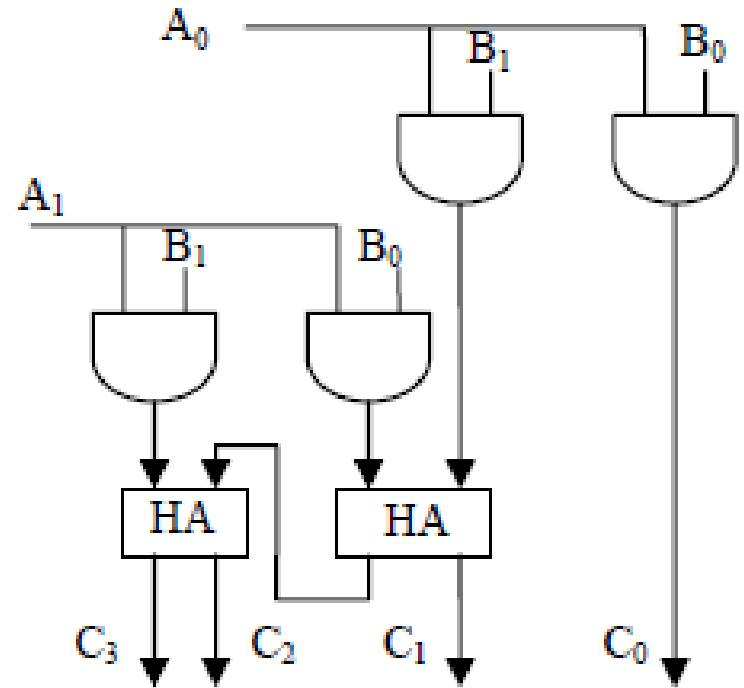 A₀
B₁ B₀
A₁
B₁ B₀
HA HA
C₃ C₂ C₁ C₀